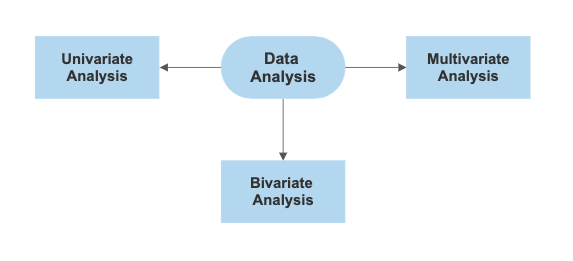 Univariate
Analysis
Data
Analysis
Multivariate
Analysis
Bivariate
Analysis